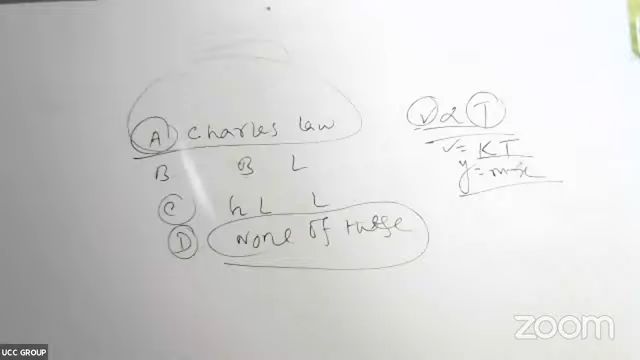 A Charles law
B B L
C h L L
D None of these
V α T
V = KT
y = mx
zoom
UCC GROUP